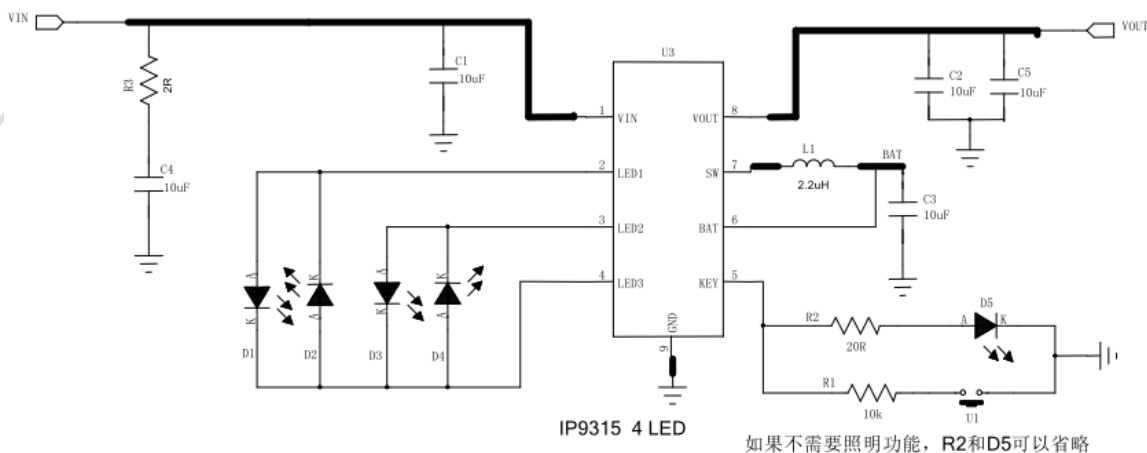 VIN
VOUT
R3
2R
C1
10uF
U3
C2
10uF
C5
10uF
1
VIN
VOUT
8
C4
10uF
2
LED1
SW
7
L1
2.2uH
BAT
C3
10uF
3
LED2
BAT
6
4
LED3
KEY
5
A
K
D1
K
A
D2
A
K
D3
K
A
D4
GND
9
R2
20R
A
D5
K
R1
10k
U1
IP9315 4 LED
如果不需要照明功能，R2和D5可以省略